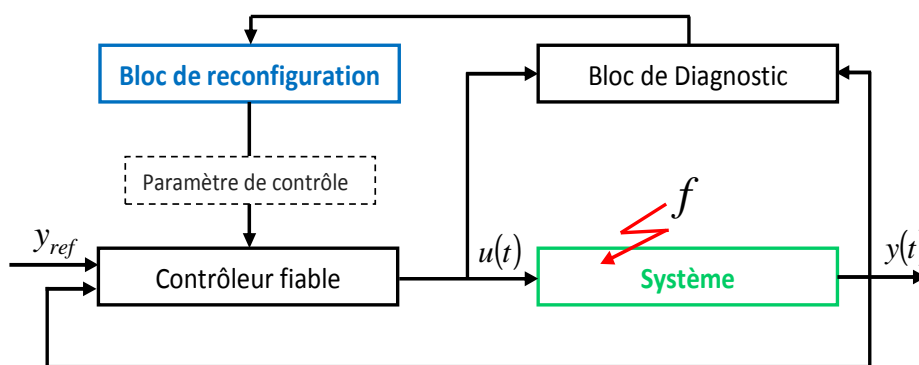 Bloc de reconfiguration
Bloc de Diagnostic
Paramètre de contrôle
f
y_ref
Contrôleur fiable
u(t)
Système
y(t)